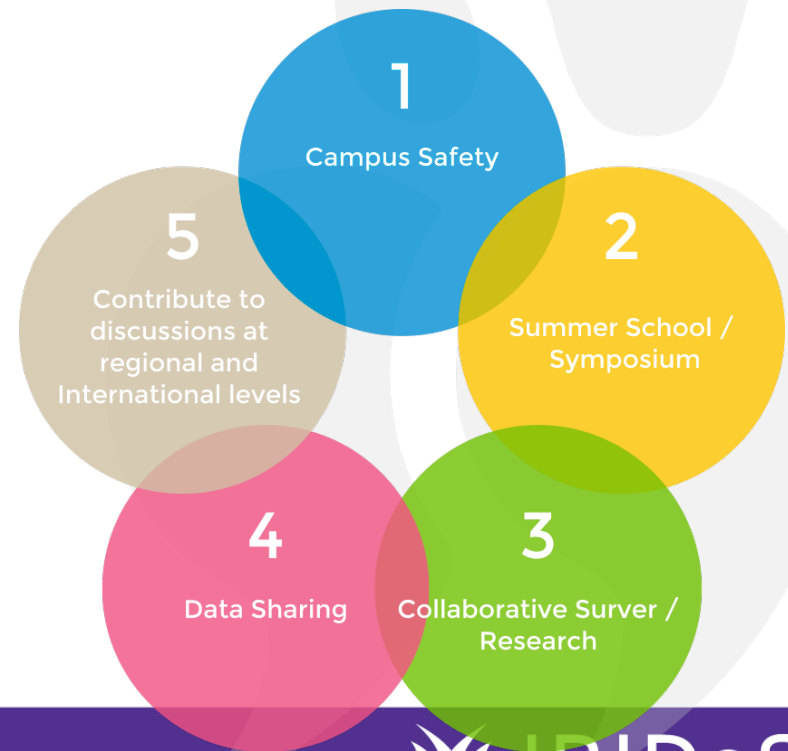 1
Campus Safety
2
Summer School /
Symposium
3
Collaborative Surver /
Research
4
Data Sharing
5
Contribute to
discussions at
regional and
International levels